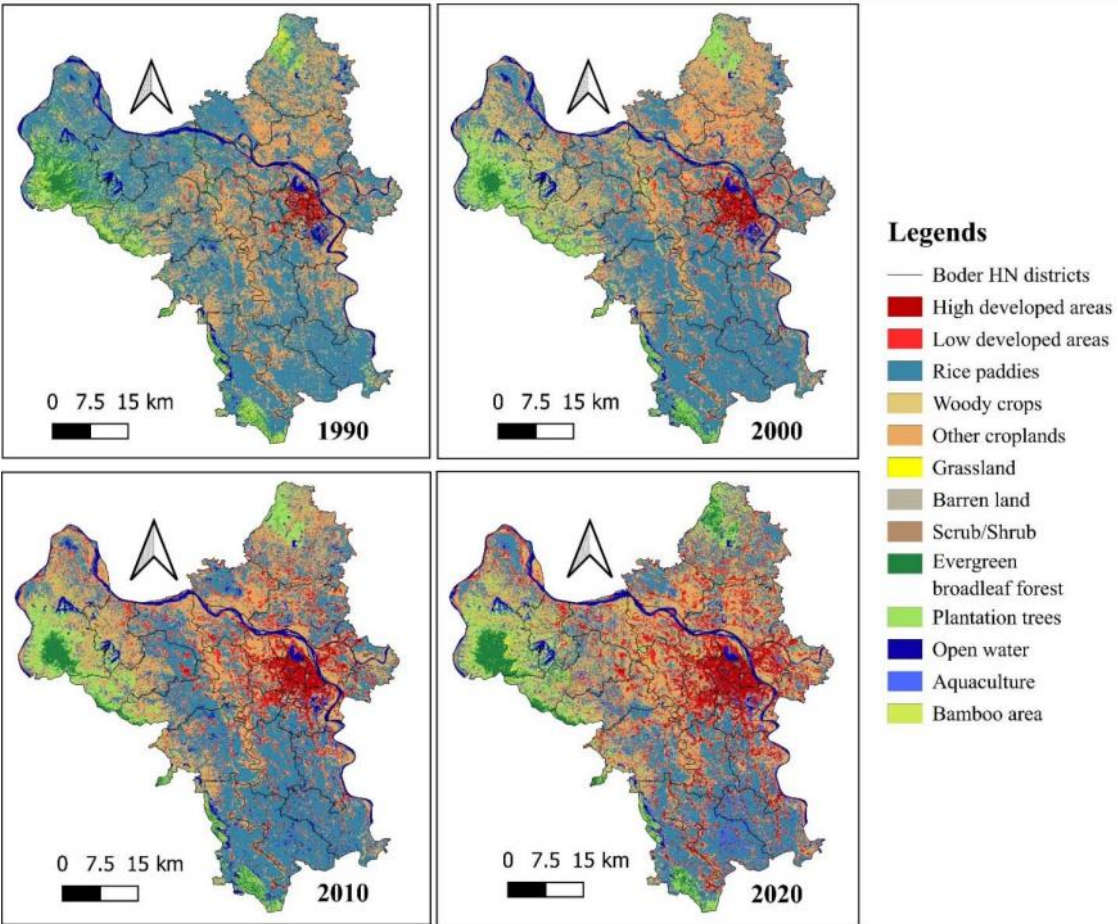 0 7.5 15 km
1990
0 7.5 15 km
2000
0 7.5 15 km
2010
0 7.5 15 km
2020
Legends
Boder HN districts
High developed areas
Low developed areas
Rice paddies
Woody crops
Other croplands
Grassland
Barren land
Scrub/Shrub
Evergreen
broadleaf forest
Plantation trees
Open water
Aquaculture
Bamboo area